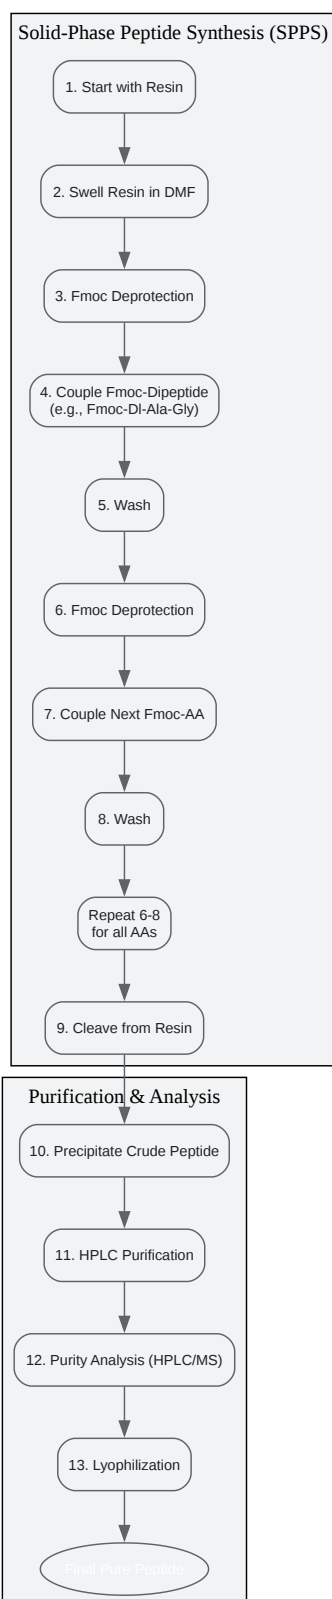 Solid-Phase Peptide Synthesis (SPPS)
1. Start with Resin
2. Swell Resin in DMF
3. Fmoc Deprotection
4. Couple Fmoc-Dipeptide
(e.g., Fmoc-Dl-Ala-Gly)
5. Wash
6. Fmoc Deprotection
7. Couple Next Fmoc-AA
8. Wash
Repeat 6-8
for all AAs
9. Cleave from Resin
Purification & Analysis
10. Precipitate Crude Peptide
11. HPLC Purification
12. Purity Analysis (HPLC/MS)
13. Lyophilization
Final Pure Peptide